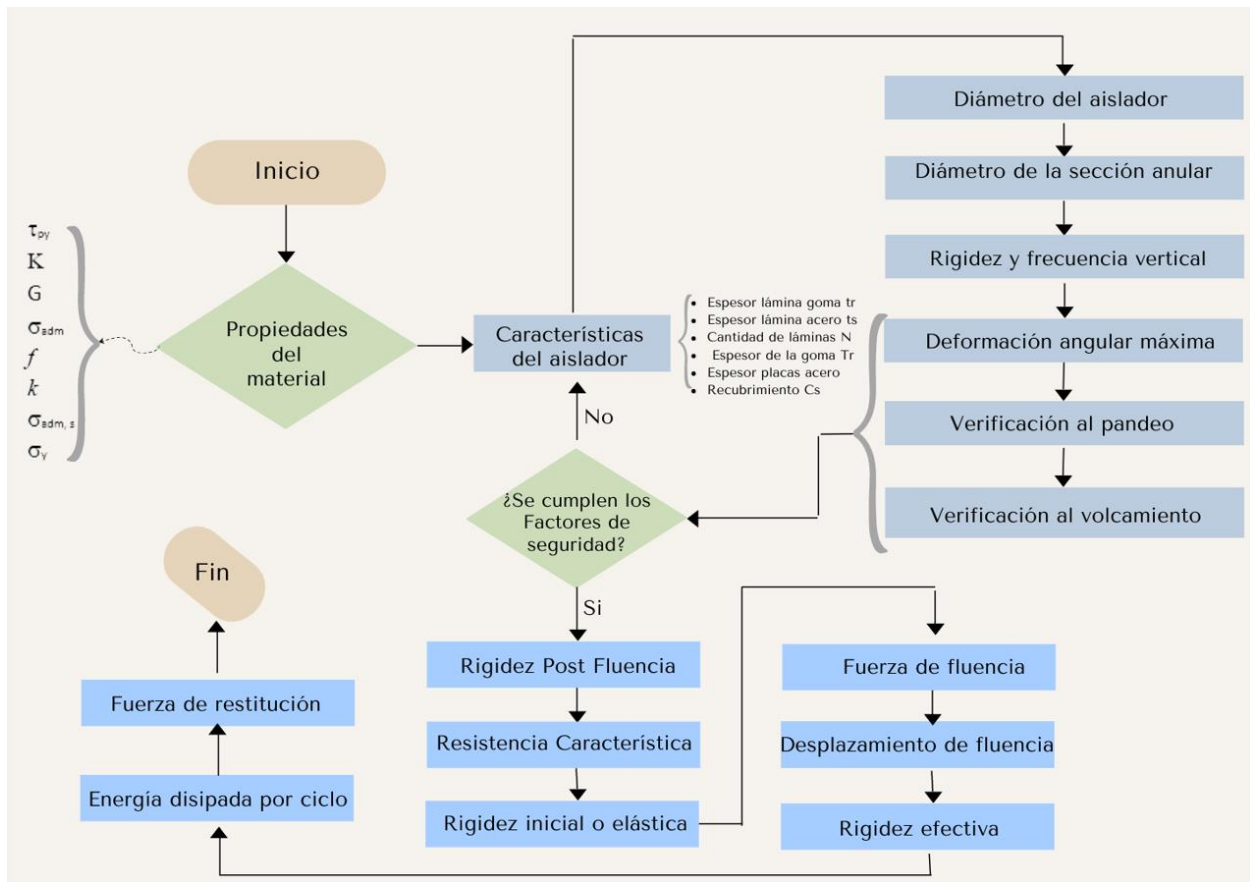 Inicio
τpy
K
G
σadm
f
k
σadm, s
σy
Propiedades
del
material
Características
del aislador
• Espesor lámina goma tr
• Espesor lámina acero ts
• Cantidad de láminas N
• Espesor de la goma Tr
• Espesor placas acero
• Recubrimiento Cs
Diámetro del aislador
Diámetro de la sección anular
Rigidez y frecuencia vertical
Deformación angular máxima
Verificación al pandeo
Verificación al volcamiento
No
¿Se cumplen los
Factores de
seguridad?
Si
Rigidez Post Fluencia
Resistencia Característica
Rigidez inicial o elástica
Fuerza de fluencia
Desplazamiento de fluencia
Rigidez efectiva
Energía disipada por ciclo
Fuerza de restitución
Fin